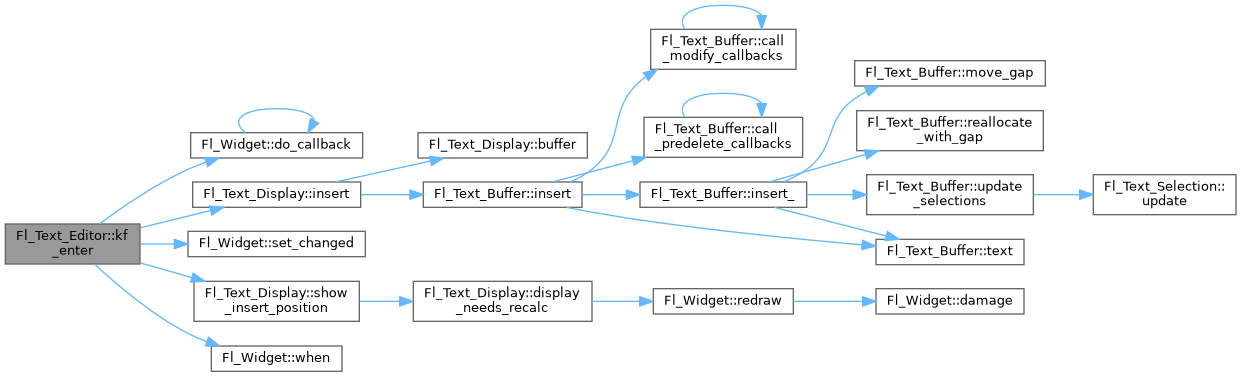 Fl_Text_Editor::kf
_enter
Fl_Widget::do_callback
Fl_Text_Display::insert
Fl_Widget::set_changed
Fl_Text_Display::show
_insert_position
Fl_Widget::when
Fl_Text_Display::buffer
Fl_Text_Buffer::insert
Fl_Text_Display::display
_needs_recalc
Fl_Text_Buffer::call
_modify_callbacks
Fl_Text_Buffer::call
_predelete_callbacks
Fl_Text_Buffer::insert_
Fl_Widget::redraw
Fl_Text_Buffer::move_gap
Fl_Text_Buffer::reallocate
_with_gap
Fl_Text_Buffer::update
_selections
Fl_Text_Buffer::text
Fl_Widget::damage
Fl_Text_Selection::
update